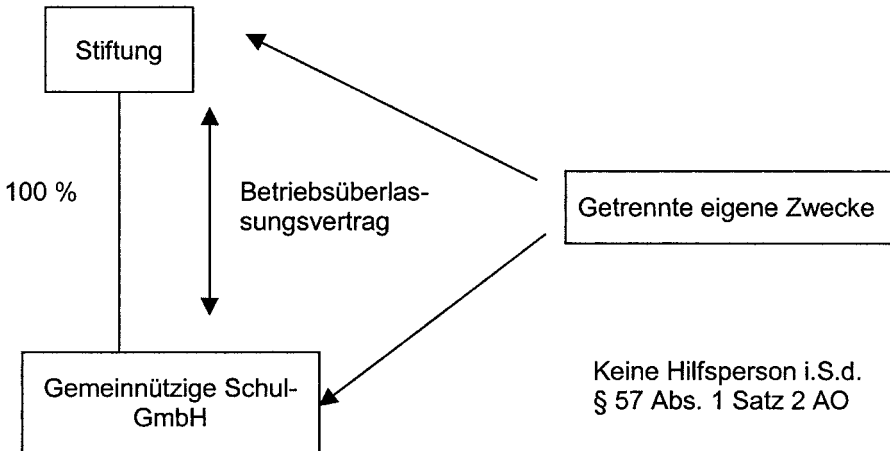 Stiftung
100 %
Betriebsüberlas-
sungsvertrag
Getrennte eigene Zwecke
Gemeinnützige Schul-
GmbH
Keine Hilfsperson i.S.d.
§ 57 Abs. 1 Satz 2 AO